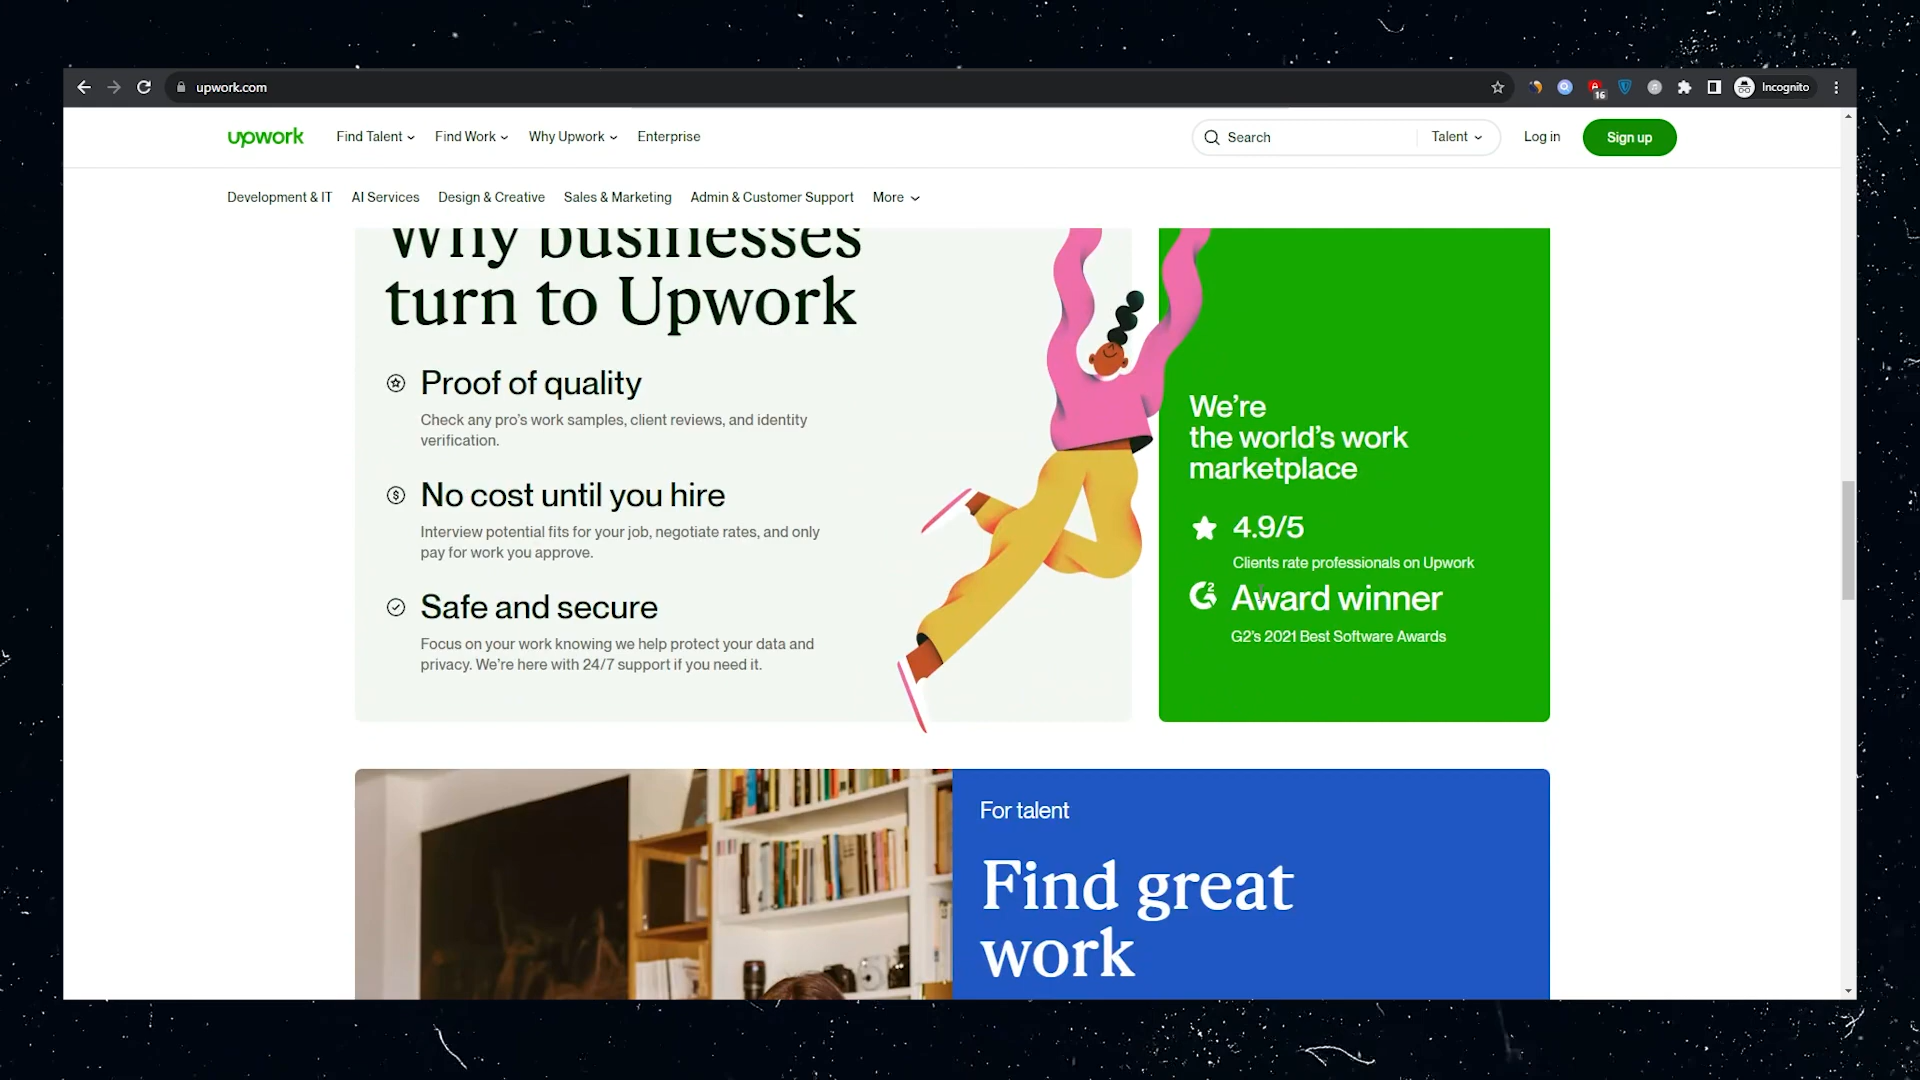 upwork.com
16
Incognito
upwork
Find Talent
Find Work
Why Upwork
Enterprise
Search
Talent
Log in
Sign up
Development & IT
AI Services
Design & Creative
Sales & Marketing
Admin & Customer Support
More
Why businesses
turn to Upwork
Proof of quality
Check any pro's work samples, client reviews, and identity
verification.
No cost until you hire
Interview potential fits for your job, negotiate rates, and only
pay for work you approve.
Safe and secure
Focus on your work knowing we help protect your data and
privacy. We're here with 24/7 support if you need it.
We're
the world's work
marketplace
4.9/5
Clients rate professionals on Upwork
G2
Award winner
G2's 2021 Best Software Awards
For talent
Find great
work